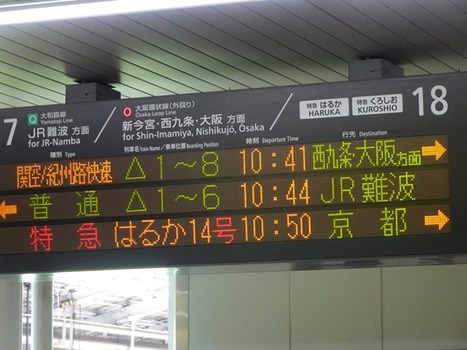 7 Q 大和路線 Yamatoji Line JR難波 方面 for JR-Namba
O 大阪環状線(外回り) Osaka Loop Line 新今宮・西九条・大阪 方面 for Shin-Imamiya, Nishikujō, Osaka
特急 はるか HARUKA 特急 くろしお KUROSHIO 18
種別 Type 列車名 Train Name / 乗車位置 Boarding Position 時刻 Departure Time 行先 Destination
関空/紀州路快速 △1～8 10:41 西九条大阪方面 →
← 普通 △1～6 10:44 JR難波
特急 はるか14号 10:50 京都 →